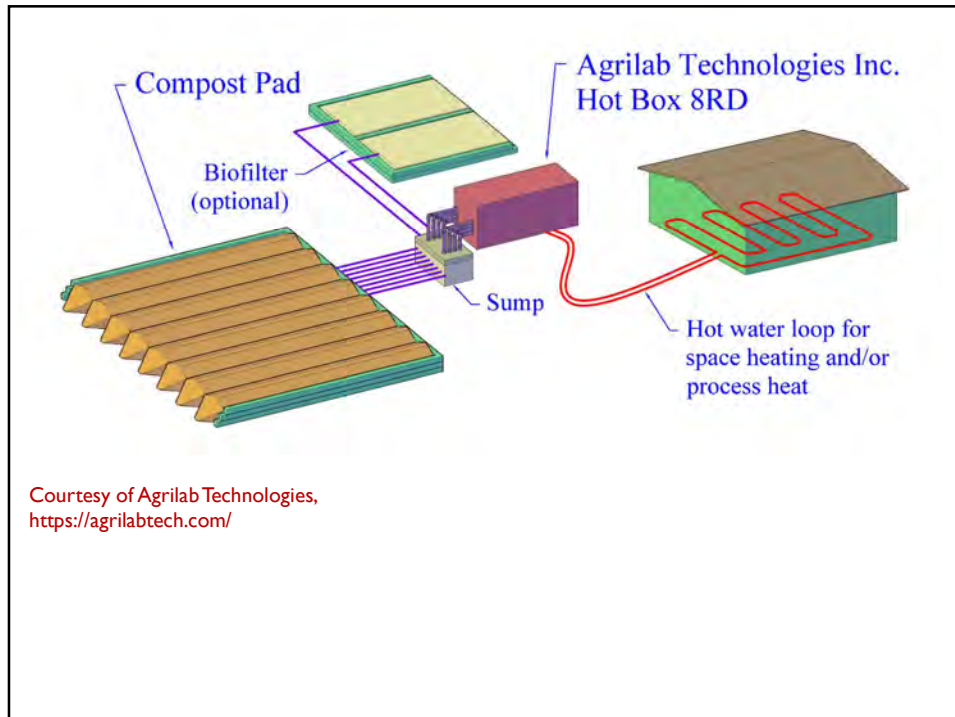 Compost Pad
Agrilab Technologies Inc.
Hot Box 8RD
Biofilter
(optional)
Sump
Hot water loop for
space heating and/or
process heat
Courtesy of Agrilab Technologies,
https://agrilabtech.com/